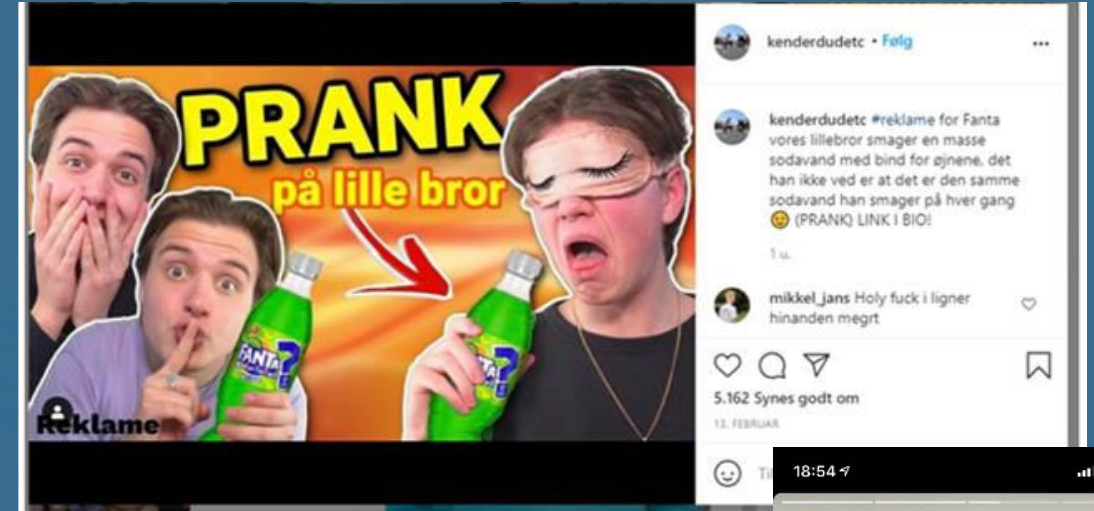 PRANK
på lille bror
FANTA
?
?
Reklame
kenderdudetc • Følg
kenderdudetc #reklame for Fanta
vores lillebror smager en masse
sodavand med bind for øjnene. det
han ikke ved er at det er den samme
sodavand han smager på hver gang
(PRANK) LINK I BIO!
1 u.
mikkel_jans Holy fuck i ligner
hinanden megrt
5.162 Synes godt om
13. FEBRUAR
18:54